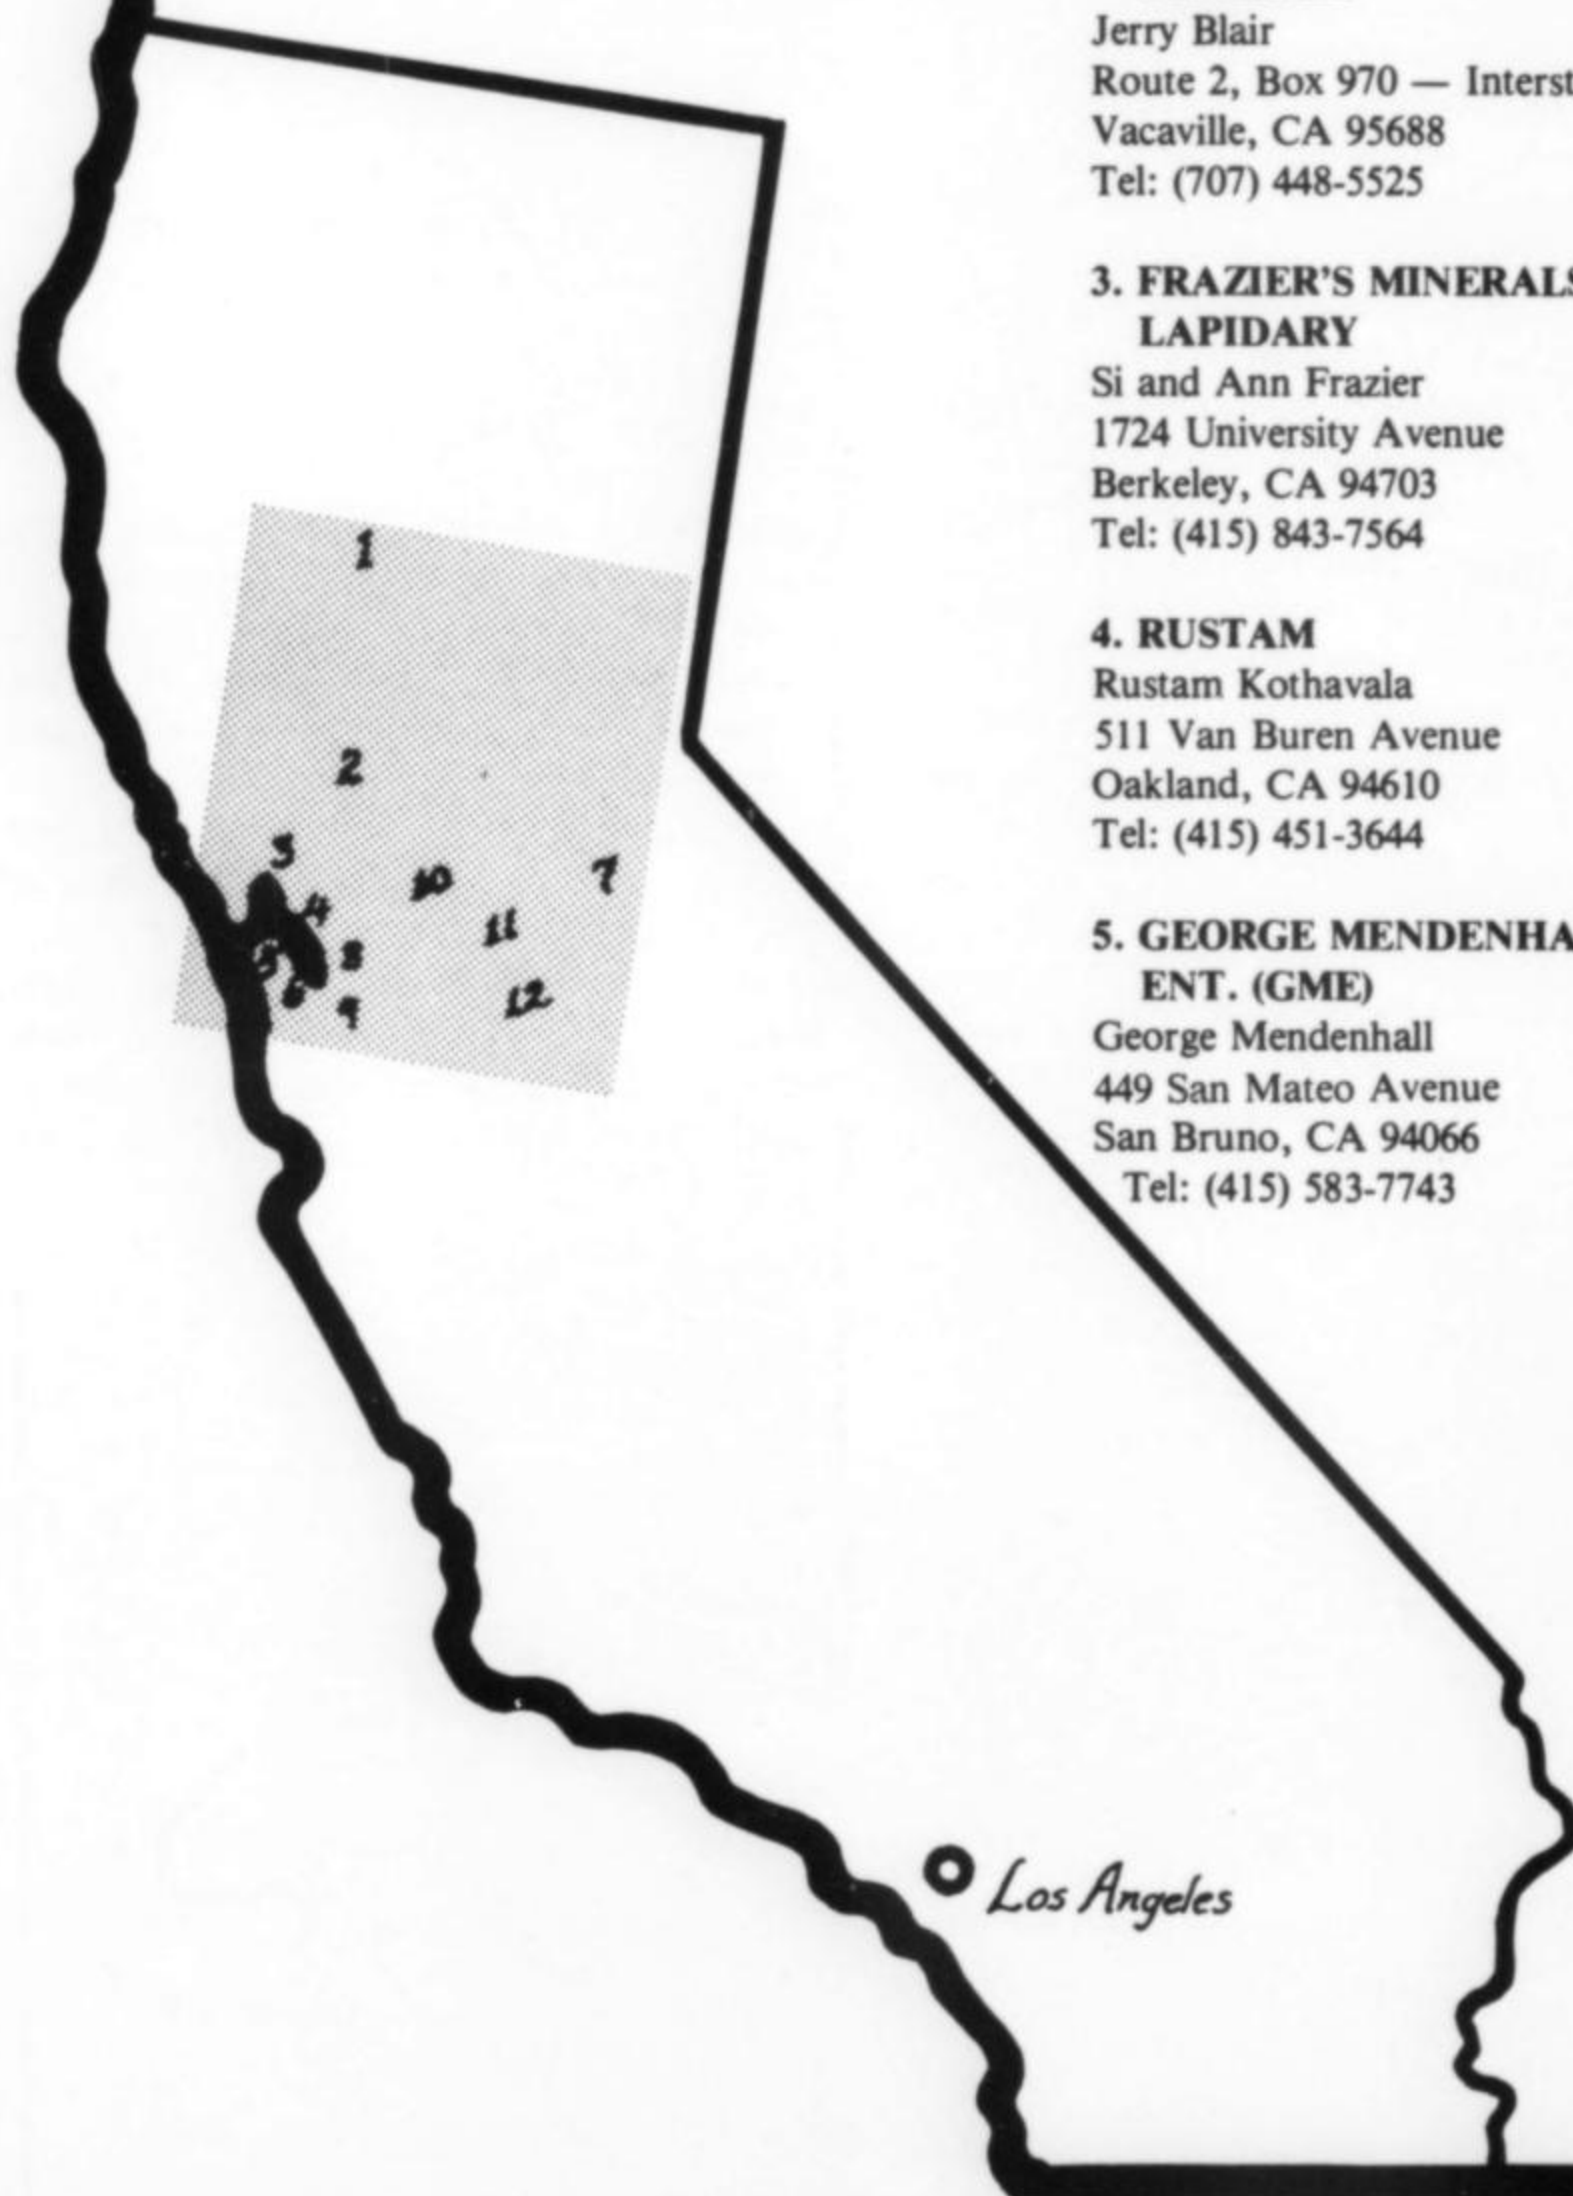 Jerry Blair
Route 2, Box 970 — Interst
Vacaville, CA 95688
Tel: (707) 448-5525
3. FRAZIER'S MINERALS
LAPIDARY
Si and Ann Frazier
1724 University Avenue
Berkeley, CA 94703
Tel: (415) 843-7564
4. RUSTAM
Rustam Kothavala
511 Van Buren Avenue
Oakland, CA 94610
Tel: (415) 451-3644
5. GEORGE MENDENHA
ENT. (GME)
George Mendenhall
449 San Mateo Avenue
San Bruno, CA 94066
Tel: (415) 583-7743
1
2
3
4
5
6
7
8
9
10
11
12
Los Angeles